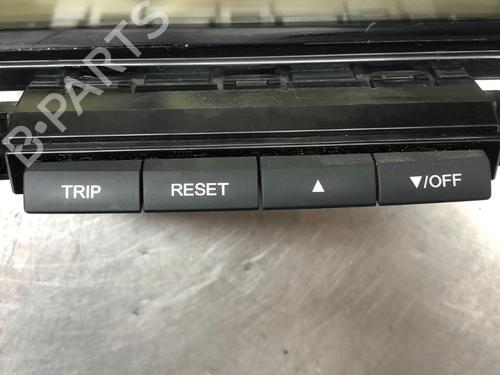 B-PARTS
TRIP RESET ▲ ▼/OFF